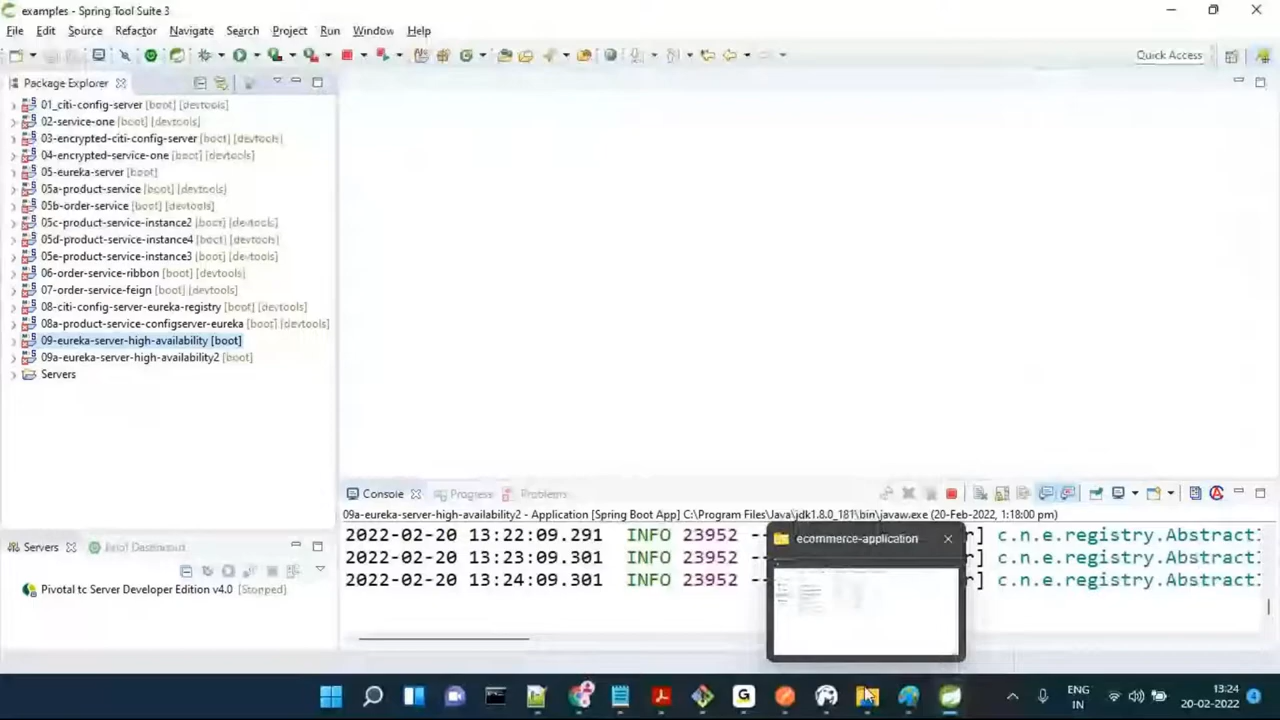 examples - Spring Tool Suite 3
File Edit Source Refactor Navigate Search Project Run Window Help
Quick Access
Package Explorer
01_citi-config-server [boot] [devtools]
02-service-one [boot] [devtools]
03-encrypted-citi-config-server [boot] [devtools]
04-encrypted-service-one [boot] [devtools]
05-eureka-server [boot]
05a-product-service [boot] [devtools]
05b-order-service [boot] [devtools]
05c-product-service-instance2 [boot] [devtools]
05d-product-service-instance4 [boot] [devtools]
05e-product-service-instance3 [boot] [devtools]
06-order-service-ribbon [boot] [devtools]
07-order-service-feign [boot] [devtools]
08-citi-config-server-eureka-registry [boot] [devtools]
08a-product-service-configserver-eureka [boot] [devtools]
09-eureka-server-high-availability [boot]
09a-eureka-server-high-availability2 [boot]
Servers
Console Progress Problems
09a-eureka-server-high-availability2 - Application [Spring Boot App] C:\Program Files\Java\jdk1.8.0_181\bin\javaw.exe (20-Feb-2022, 1:18:00 pm)
2022-02-20 13:22:09.291 INFO 23952 -- r] c.n.e.registry.Abstract
2022-02-20 13:23:09.301 INFO 23952 -- r] c.n.e.registry.Abstract
2022-02-20 13:24:09.301 INFO 23952 -- r] c.n.e.registry.Abstract
ecommerce-application
Servers Boot Dashboard
Pivotal tc Server Developer Edition v4.0 [Stopped]
ENG
IN
13:24
20-02-2022